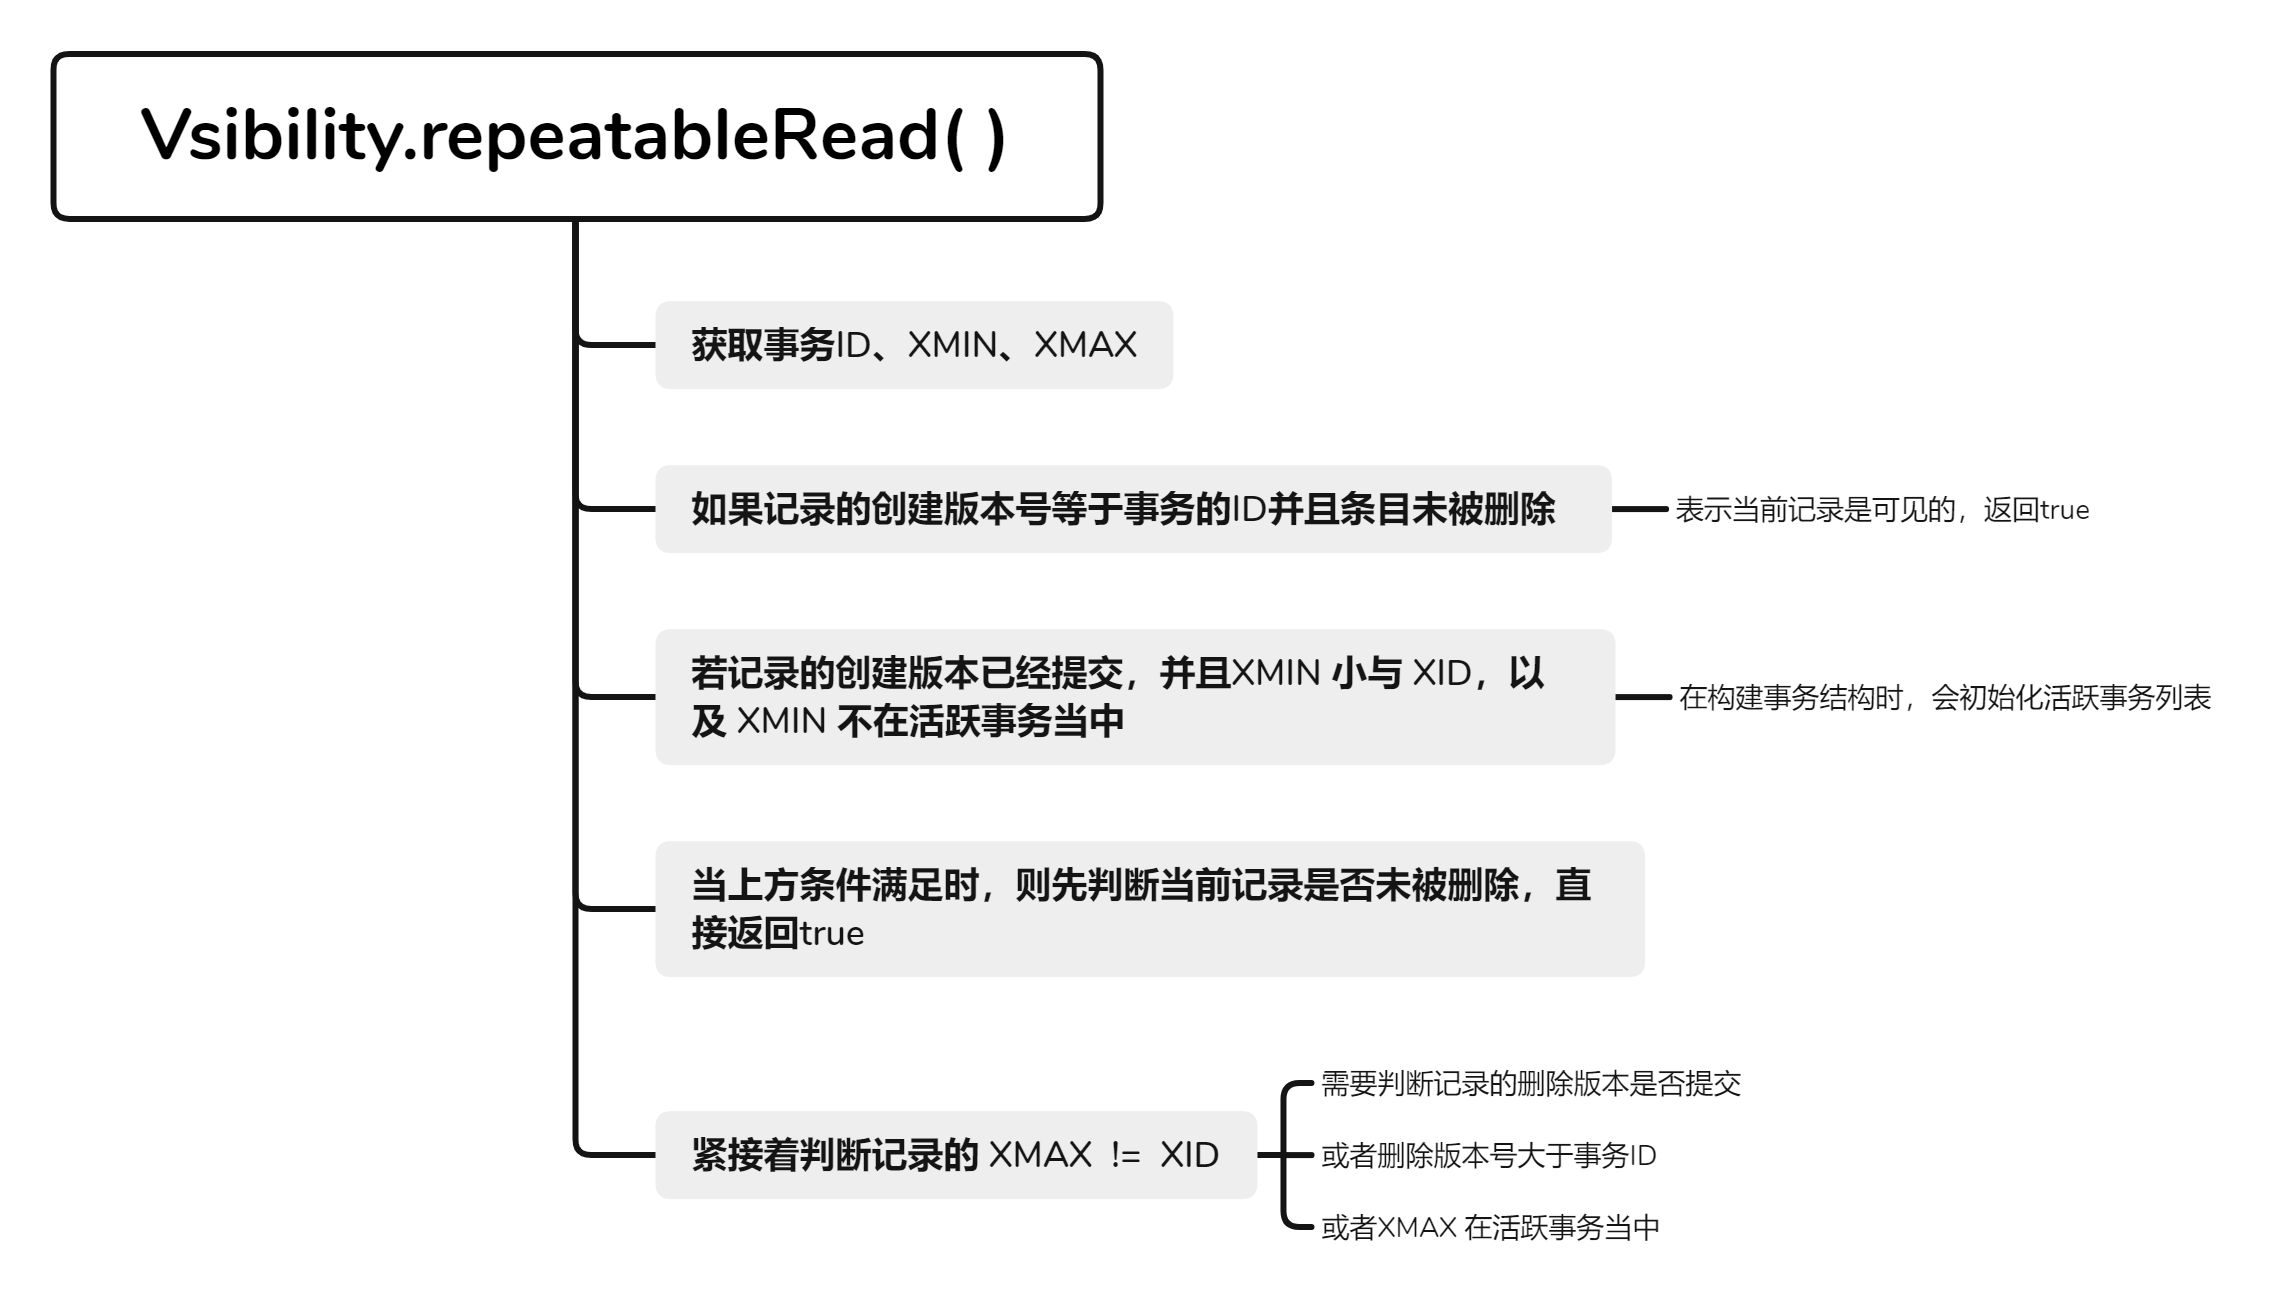 Vsibility.repeatableRead( )
获取事务ID、XMIN、XMAX
如果记录的创建版本号等于事务的ID并且条目未被删除
表示当前记录是可见的，返回true
若记录的创建版本已经提交，并且XMIN 小与 XID，以
及 XMIN 不在活跃事务当中
在构建事务结构时，会初始化活跃事务列表
当上方条件满足时，则先判断当前记录是否未被删除，直
接返回true
紧接着判断记录的 XMAX != XID
需要判断记录的删除版本是否提交
或者删除版本号大于事务ID
或者XMAX 在活跃事务当中